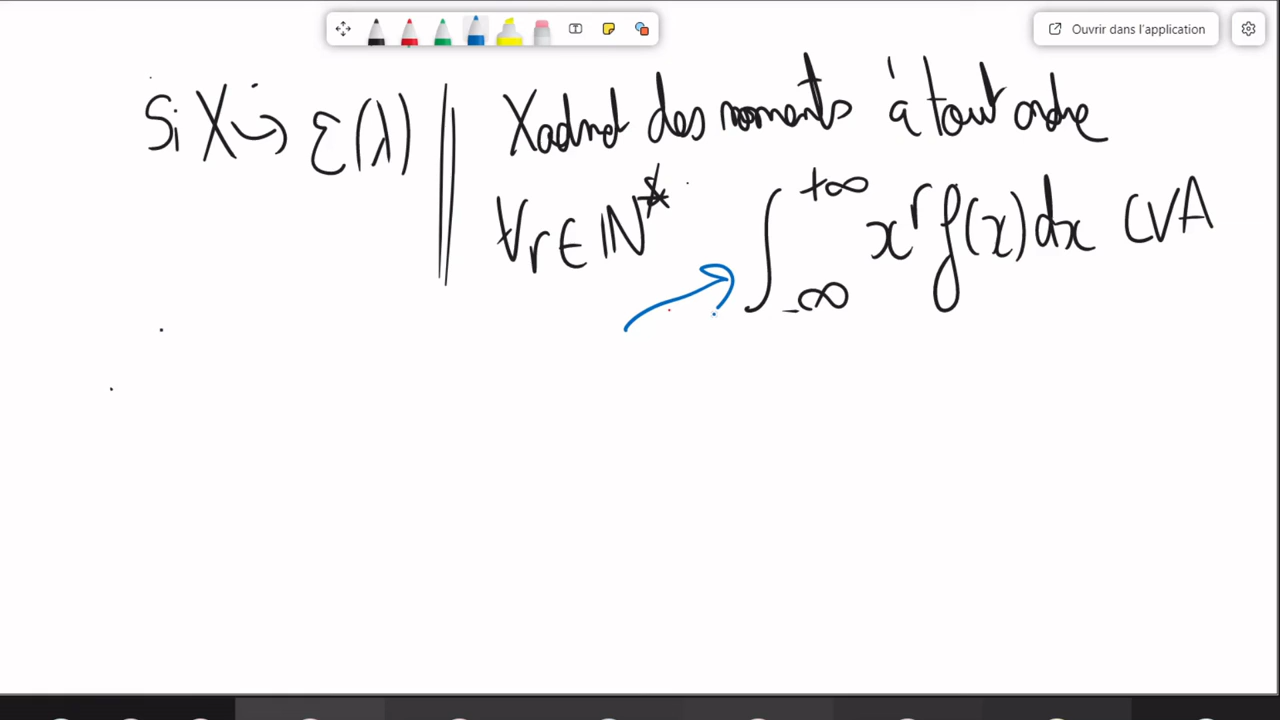 Ouvrir dans l'application
Si X ↪ ε(λ) || X admet des moments à tout ordre
∀r ∈ ℕ* ∫_{-∞}^{+∞} x^r f(x)dx CVA